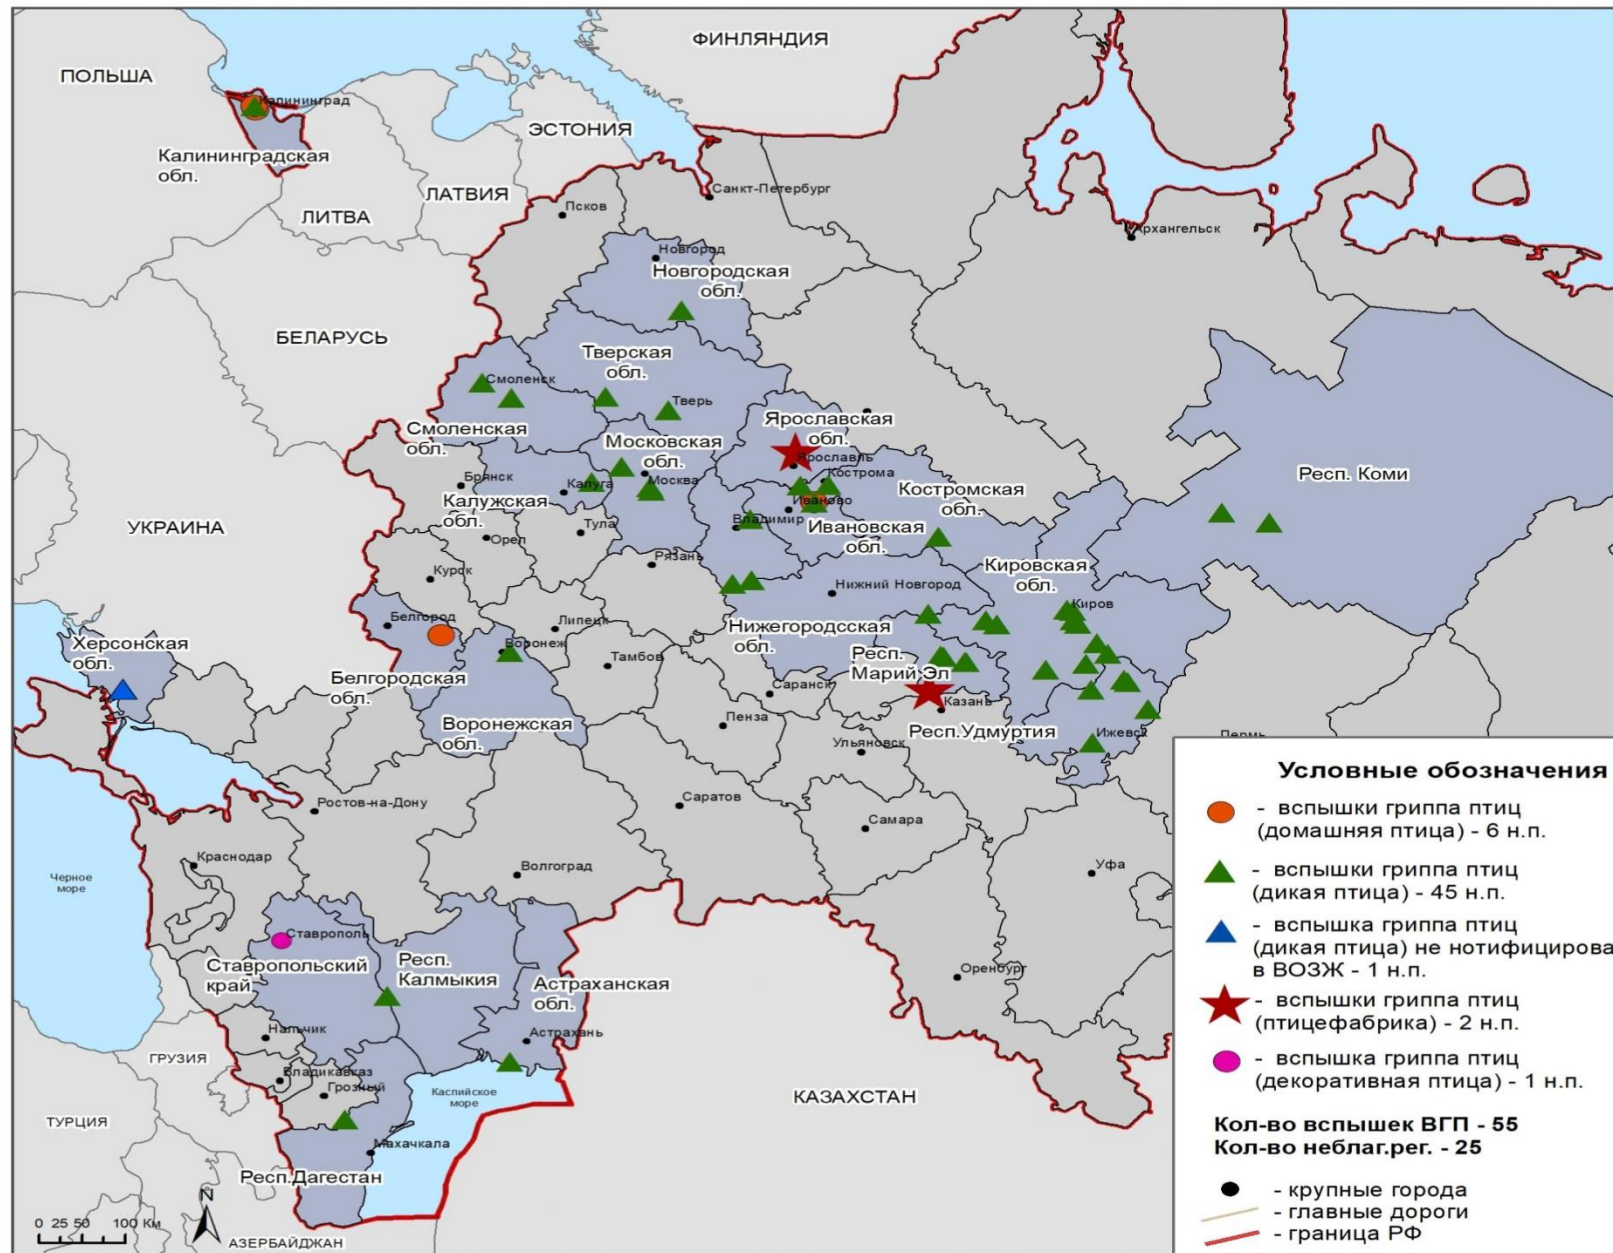 ФИНЛЯНДИЯ
ПОЛЬША
Калининград
ЭСТОНИЯ
Калининградская
обл.
Санкт-Петербург
ЛАТВИЯ
Псков
ЛИТВА
Архангельск
Новгород
Новгородская
обл.
БЕЛАРУСЬ
Тверская
обл.
Смоленск
Тверь
Смоленская
обл.
Ярославская
обл.
Московская
обл.
Ярославль
Кострома
Респ. Коми
Брянск
Калуга
Москва
Костромская
обл.
Калужская
обл.
Иваново
УКРАИНА
Тула
Владимир
Ивановская
обл.
Орел
Рязань
Кировская
обл.
Курск
Нижний Новгород
Киров
Белгород
Липецк
Нижегородсская
обл.
Херсонская
обл.
Воронеж
Респ.
Марий Эл
Тамбов
Белгородская
обл.
Саранск
Казань
Воронежская
обл.
Пенза
Респ.Удмуртия
Ижевск
Пермь
Ульяновск
Ростов-на-Дону
Саратов
Самара
Краснодар
Волгоград
Уфа
Черное
море
Ставрополь
Ставропольский
край
Респ.
Калмыкия
Астраханская
обл.
Оренбург
Нальчик
Астрахань
ГРУЗИЯ
Владикавказ
Грозный
Каспийское
море
КАЗАХСТАН
ТУРЦИЯ
Махачкала
Респ.Дагестан
N
0 25 50 100 Км
АЗЕРБАЙДЖАН
Условные обозначения
- вспышки гриппа птиц
(домашняя птица) - 6 н.п.
- вспышки гриппа птиц
(дикая птица) - 45 н.п.
- вспышка гриппа птиц
(дикая птица) не нотифицирова
в ВОЗЖ - 1 н.п.
- вспышки гриппа птиц
(птицефабрика) - 2 н.п.
- вспышка гриппа птиц
(декоративная птица) - 1 н.п.
Кол-во вспышек ВГП - 55
Кол-во неблаг.рег. - 25
- крупные города
- главные дороги
- граница РФ